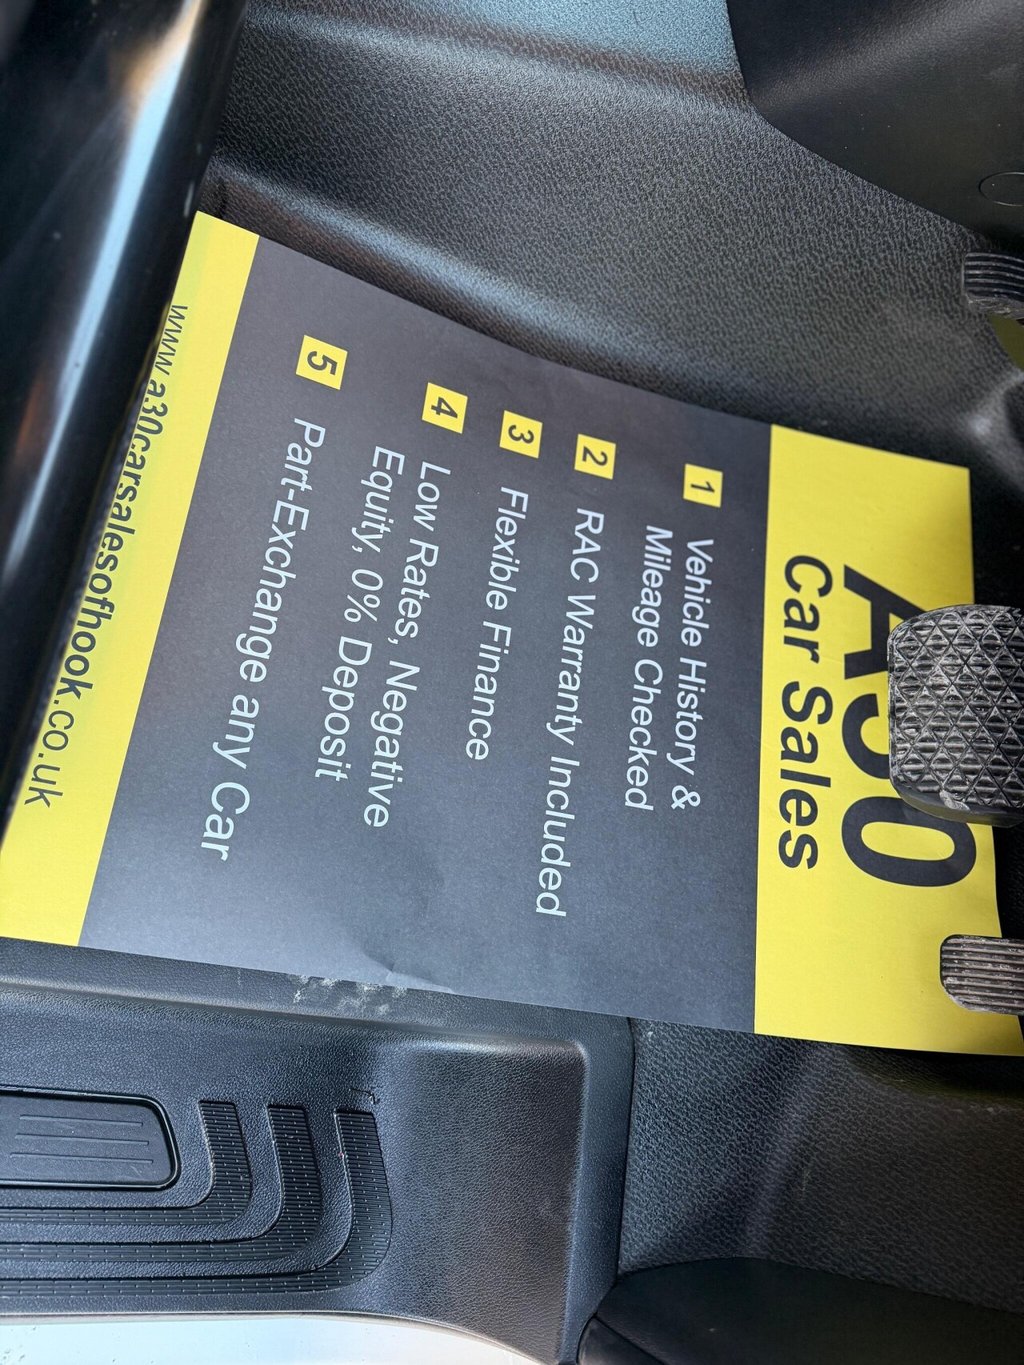 A30
Car Sales
1 Vehicle History &
Mileage Checked
2 RAC Warranty Included
3 Flexible Finance
4 Low Rates, Negative
Equity, 0% Deposit
5 Part-Exchange any Car
www.a30carsalesofhook.co.uk